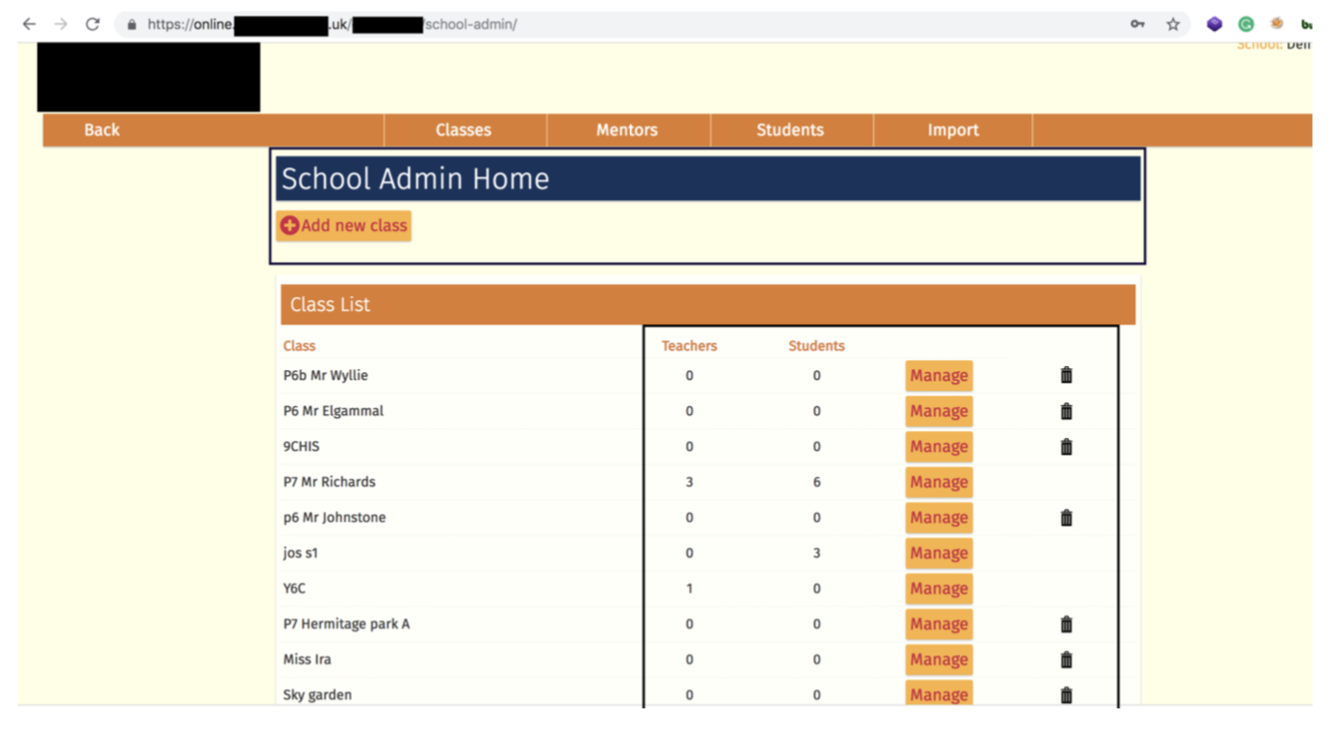 https://online. .uk/ /school-admin/
School: Dem
Back Classes Mentors Students Import
School Admin Home
Add new class
Class List
Class Teachers Students
P6b Mr Wyllie 0 0 Manage
P6 Mr Elgammal 0 0 Manage
9CHIS 0 0 Manage
P7 Mr Richards 3 6 Manage
p6 Mr Johnstone 0 0 Manage
jos s1 0 3 Manage
Y6C 1 0 Manage
P7 Hermitage park A 0 0 Manage
Miss Ira 0 0 Manage
Sky garden 0 0 Manage